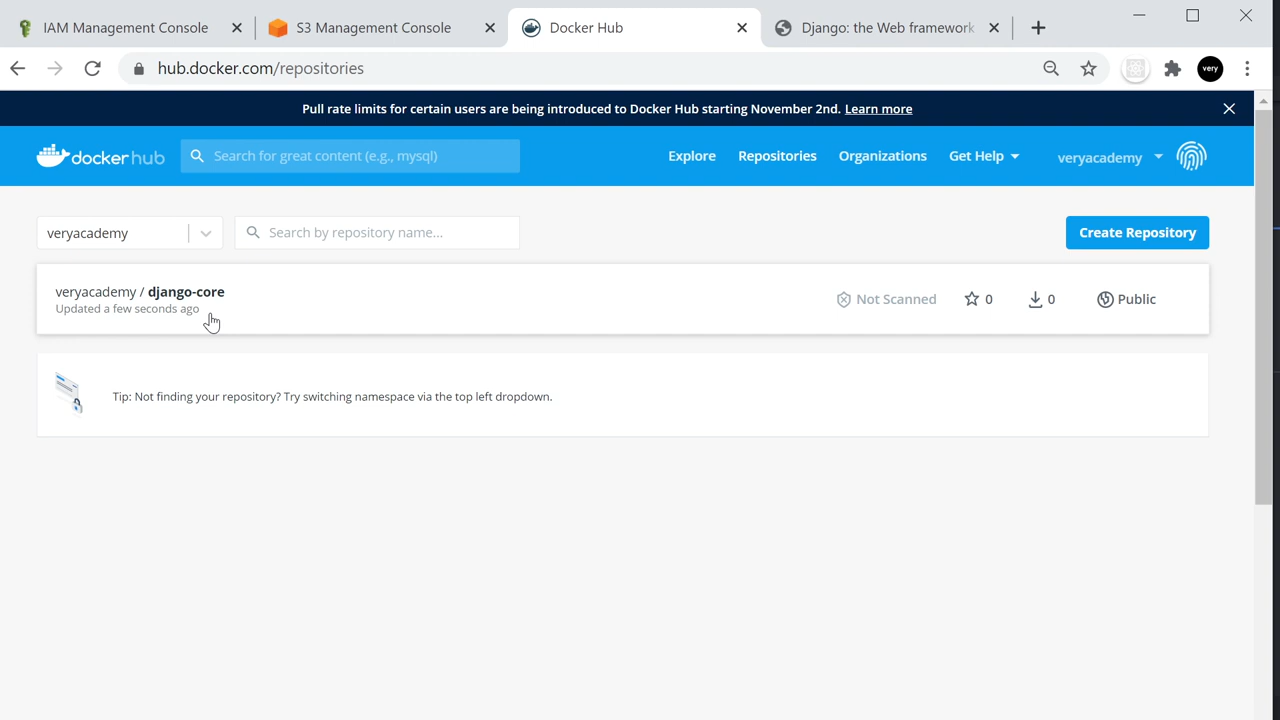 IAM Management Console
S3 Management Console
Docker Hub
Django: the Web framework
hub.docker.com/repositories
very
Pull rate limits for certain users are being introduced to Docker Hub starting November 2nd. Learn more
docker hub
Search for great content (e.g., mysql)
Explore
Repositories
Organizations
Get Help
veryacademy
veryacademy
Search by repository name...
Create Repository
veryacademy / django-core
Updated a few seconds ago
Not Scanned
0
0
Public
Tip: Not finding your repository? Try switching namespace via the top left dropdown.